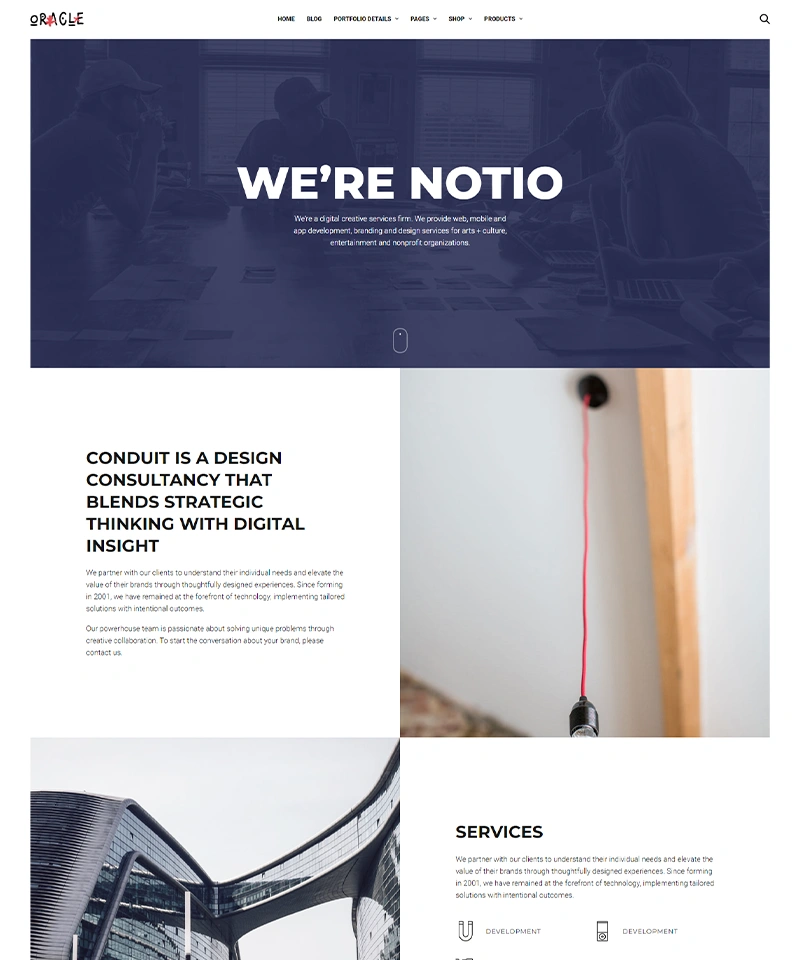 ORACLE
HOME BLOG PORTFOLIO DETAILS PAGES SHOP PRODUCTS
WE'RE NOTIO
We're a digital creative services firm. We provide web, mobile and
app development, branding and design services for arts + culture,
entertainment and nonprofit organizations.
CONDUIT IS A DESIGN
CONSULTANCY THAT
BLENDS STRATEGIC
THINKING WITH DIGITAL
INSIGHT
We partner with our clients to understand their individual needs and elevate the
value of their brands through thoughtfully designed experiences. Since forming
in 2001, we have remained at the forefront of technology, implementing tailored
solutions with intentional outcomes.
Our powerhouse team is passionate about solving unique problems through
creative collaboration. To start the conversation about your brand, please
contact us.
SERVICES
We partner with our clients to understand their individual needs and elevate the
value of their brands through thoughtfully designed experiences. Since forming
in 2001, we have remained at the forefront of technology, implementing tailored
solutions with intentional outcomes.
DEVELOPMENT DEVELOPMENT